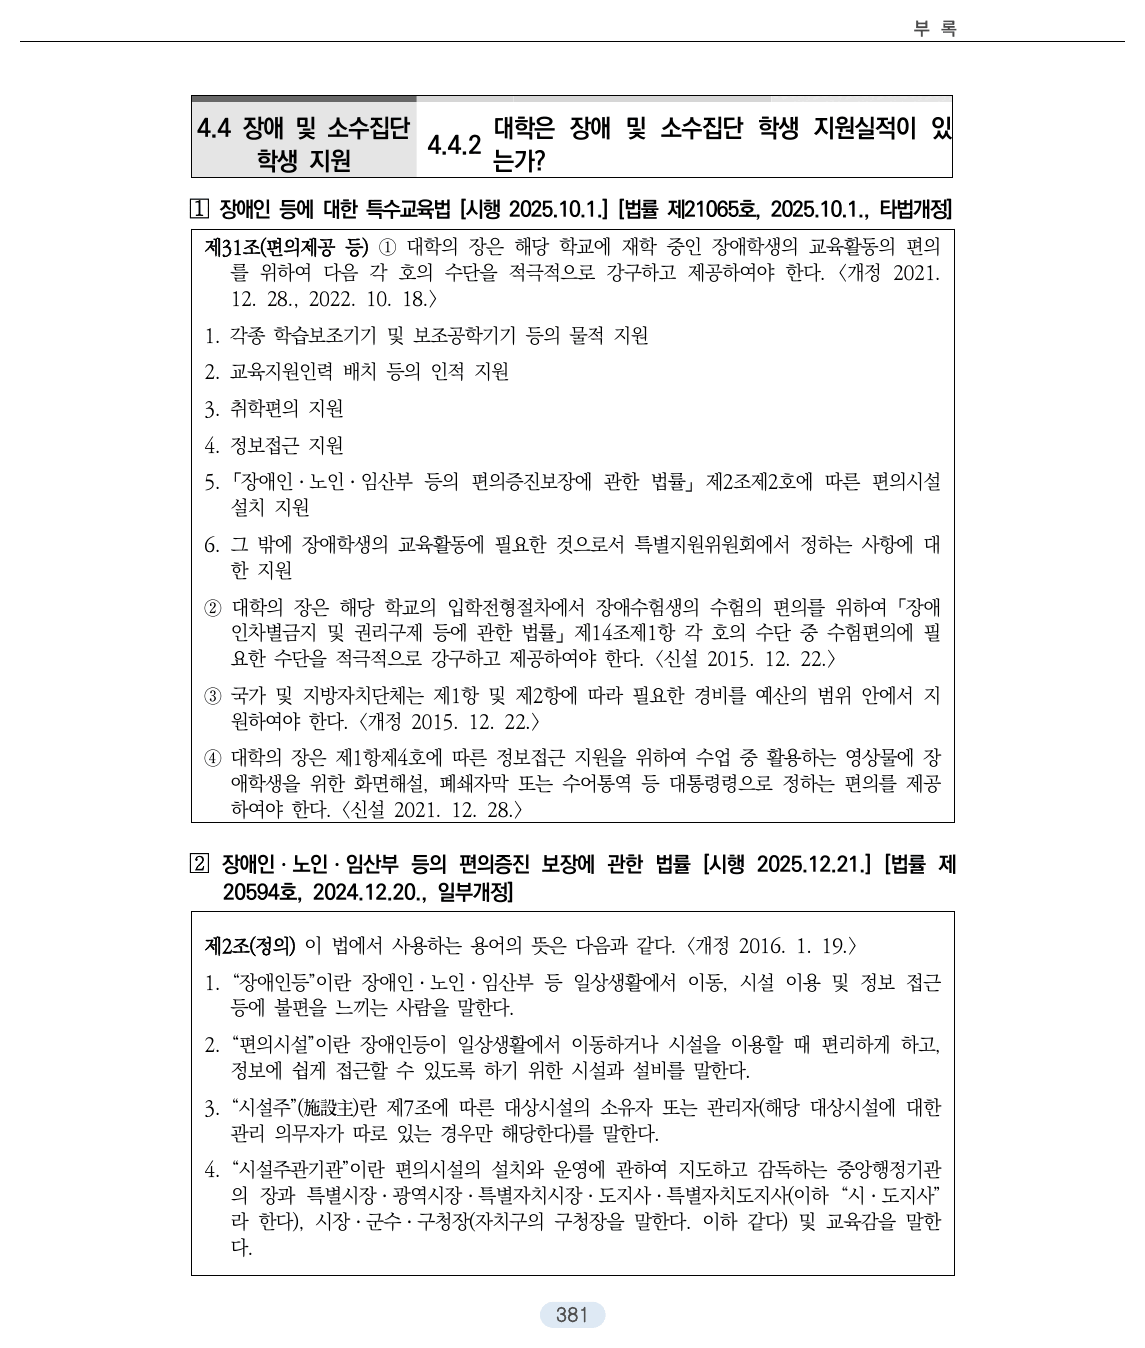 부 록
4.4 장애 및 소수집단
학생 지원
4.4.2
대학은 장애 및 소수집단 학생 지원실적이 있
는가?
1 장애인 등에 대한 특수교육법 [시행 2025.10.1.] [법률 제21065호, 2025.10.1., 타법개정]
제31조(편의제공 등) ① 대학의 장은 해당 학교에 재학 중인 장애학생의 교육활동의 편의
를 위하여 다음 각 호의 수단을 적극적으로 강구하고 제공하여야 한다. 〈개정 2021.
12. 28., 2022. 10. 18.〉
1. 각종 학습보조기기 및 보조공학기기 등의 물적 지원
2. 교육지원인력 배치 등의 인적 지원
3. 취학편의 지원
4. 정보접근 지원
5. 「장애인·노인·임산부 등의 편의증진보장에 관한 법률」 제2조제2호에 따른 편의시설
설치 지원
6. 그 밖에 장애학생의 교육활동에 필요한 것으로서 특별지원위원회에서 정하는 사항에 대
한 지원
② 대학의 장은 해당 학교의 입학전형절차에서 장애수험생의 수험의 편의를 위하여 「장애
인차별금지 및 권리구제 등에 관한 법률」 제14조제1항 각 호의 수단 중 수험편의에 필
요한 수단을 적극적으로 강구하고 제공하여야 한다. 〈신설 2015. 12. 22.〉
③ 국가 및 지방자치단체는 제1항 및 제2항에 따라 필요한 경비를 예산의 범위 안에서 지
원하여야 한다. 〈개정 2015. 12. 22.〉
④ 대학의 장은 제1항제4호에 따른 정보접근 지원을 위하여 수업 중 활용하는 영상물에 장
애학생을 위한 화면해설, 폐쇄자막 또는 수어통역 등 대통령령으로 정하는 편의를 제공
하여야 한다. 〈신설 2021. 12. 28.〉
2 장애인·노인·임산부 등의 편의증진 보장에 관한 법률 [시행 2025.12.21.] [법률 제
20594호, 2024.12.20., 일부개정]
제2조(정의) 이 법에서 사용하는 용어의 뜻은 다음과 같다. 〈개정 2016. 1. 19.〉
1. “장애인등”이란 장애인·노인·임산부 등 일상생활에서 이동, 시설 이용 및 정보 접근
등에 불편을 느끼는 사람을 말한다.
2. “편의시설”이란 장애인등이 일상생활에서 이동하거나 시설을 이용할 때 편리하게 하고,
정보에 쉽게 접근할 수 있도록 하기 위한 시설과 설비를 말한다.
3. “시설주”(施設主)란 제7조에 따른 대상시설의 소유자 또는 관리자(해당 대상시설에 대한
관리 의무자가 따로 있는 경우만 해당한다)를 말한다.
4. “시설주관기관”이란 편의시설의 설치와 운영에 관하여 지도하고 감독하는 중앙행정기관
의 장과 특별시장·광역시장·특별자치시장·도지사·특별자치도지사(이하 “시·도지사”
라 한다), 시장·군수·구청장(자치구의 구청장을 말한다. 이하 같다) 및 교육감을 말한
다.
381